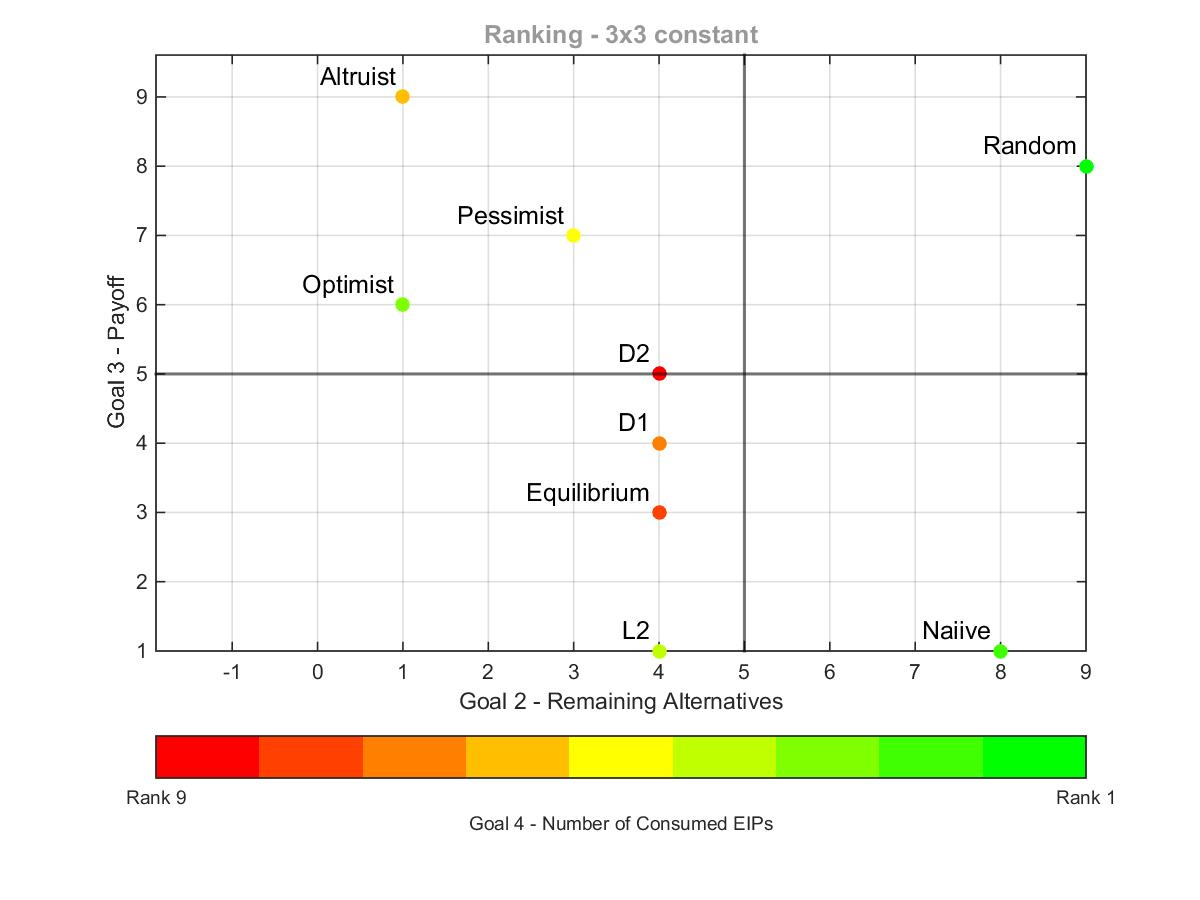 Ranking - 3x3 constant
Altruist
Random
Pessimist
Optimist
D2
D1
Equilibrium
L2
Naiive
Goal 3 - Payoff
9
8
7
6
5
4
3
2
1
-1 0 1 2 3 4 5 6 7 8 9
Goal 2 - Remaining Alternatives
Rank 9 Rank 1
Goal 4 - Number of Consumed EIPs